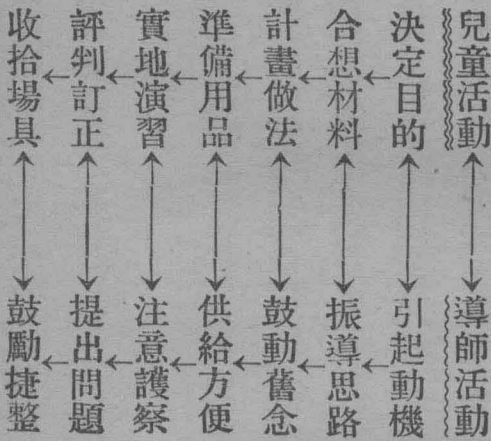 兒童活動
導師活動
決定目的
引起動機
合想材料
振導思路
計畫做法
鼓動舊念
準備用品
供給方便
實地演習
注意護察
評判訂正
提出問題
收拾場具
鼓勵捷整